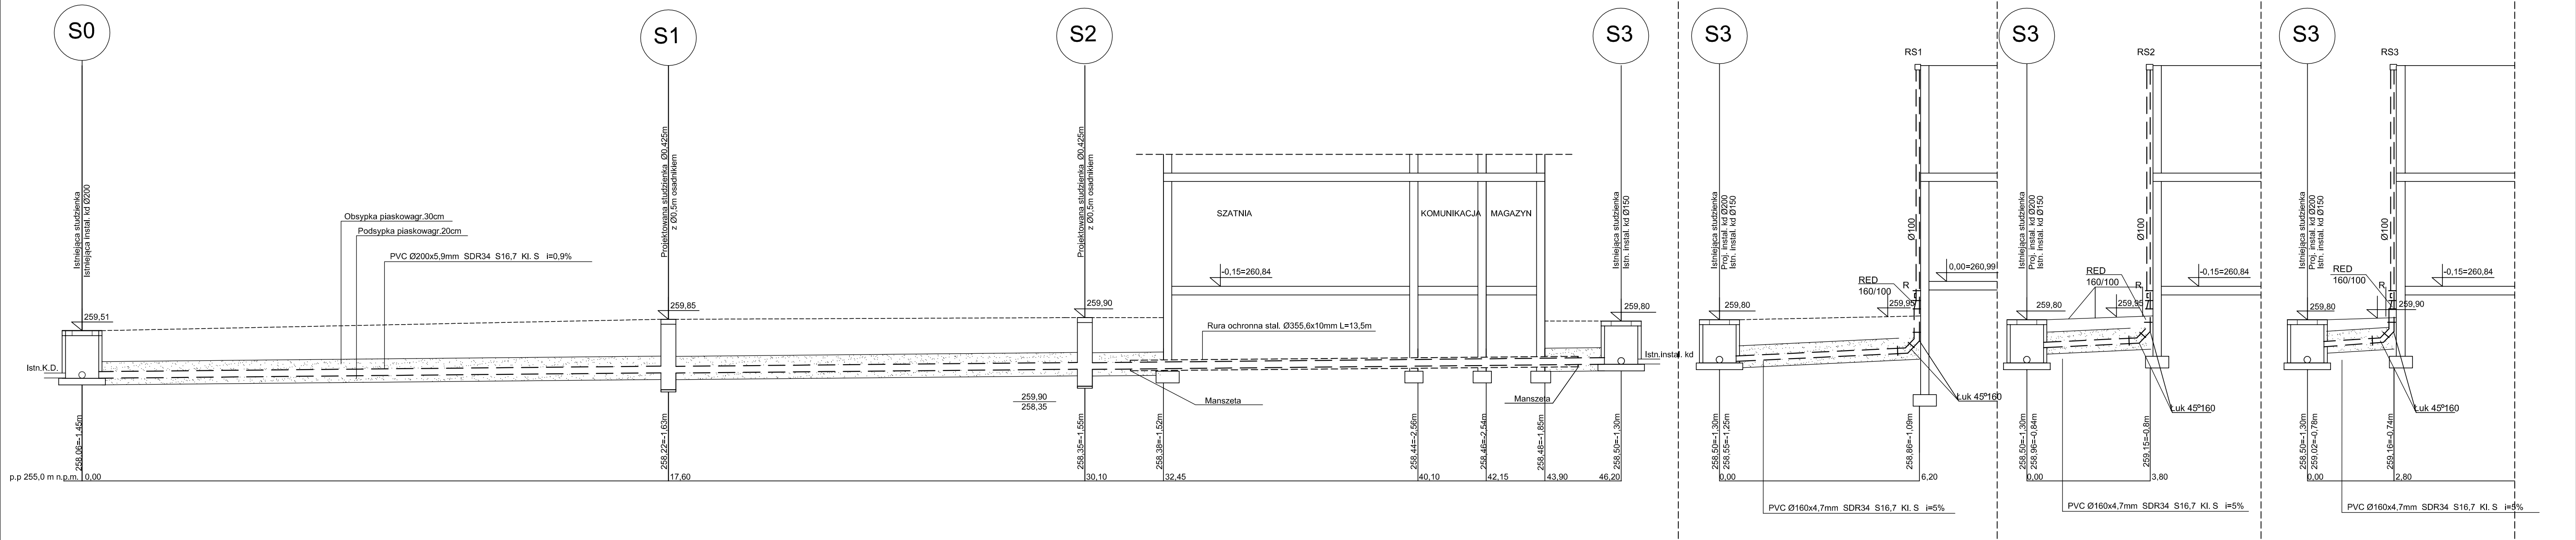 S0
S1
S2
S3
S3
S3
S3
RS1
RS2
RS3
Istniejąca studzienka
Istniejąca instal. kd Ø200
Projektowana studzienka Ø0,425m
z Ø0,5m osadnikiem
Projektowana studzienka Ø0,425m
z Ø0,5m osadnikiem
Istniejąca studzienka
Istn. instal. kd Ø150
Istniejąca studzienka
Proj. instal. kd Ø200
Istn. instal. kd Ø150
Istniejąca studzienka
Proj. instal. kd Ø200
Istn. instal. kd Ø150
Istniejąca studzienka
Proj. instal. kd Ø200
Istn. instal. kd Ø150
Ø100
Ø100
Ø100
Obsypka piaskowagr.30cm
Podsypka piaskowagr.20cm
PVC Ø200x5,9mm SDR34 S16,7 Kl. S i=0,9%
SZATNIA
KOMUNIKACJA
MAGAZYN
-0,15=260,84
0,00=260,99
-0,15=260,84
-0,15=260,84
RED
160/100
R
RED
160/100
R
RED
160/100
R
259,51
259,85
259,90
259,80
259,80
259,95
259,80
259,95
259,80
259,90
Rura ochronna stal. Ø355,6x10mm L=13,5m
Istn.K.D.
Istn.instal. kd
Manszeta
Manszeta
259,90
258,35
Łuk 45º160
Łuk 45º160
Łuk 45º160
258,06=-1,45m
258,22=-1,63m
258,35=-1,55m
258,38=-1,52m
258,44=-2,56m
258,46=-2,54m
258,48=-1,85m
258,50=-1,30m
258,50=-1,30m
258,55=-1,25m
258,86=-1,09m
258,50=-1,30m
258,96=-0,84m
259,15=-0,8m
258,50=-1,30m
259,02=-0,78m
259,16=-0,74m
p.p 255,0 m n.p.m.
0,00
17,60
30,10
32,45
40,10
42,15
43,90
46,20
0,00
6,20
0,00
3,80
0,00
2,80
PVC Ø160x4,7mm SDR34 S16,7 Kl. S i=5%
PVC Ø160x4,7mm SDR34 S16,7 Kl. S i=5%
PVC Ø160x4,7mm SDR34 S16,7 Kl. S i=5%